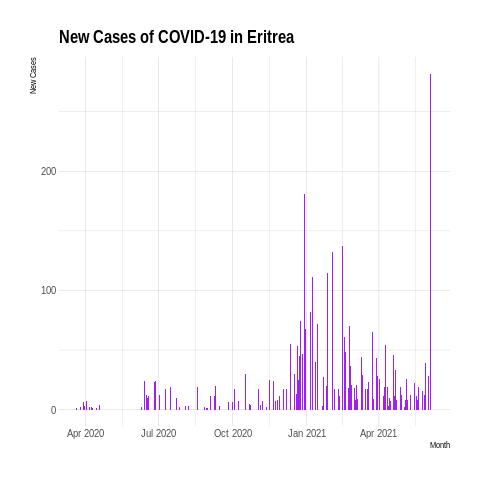 New Cases of COVID-19 in Eritrea
New Cases
200
100
0
Apr 2020 Jul 2020 Oct 2020 Jan 2021 Apr 2021
Month